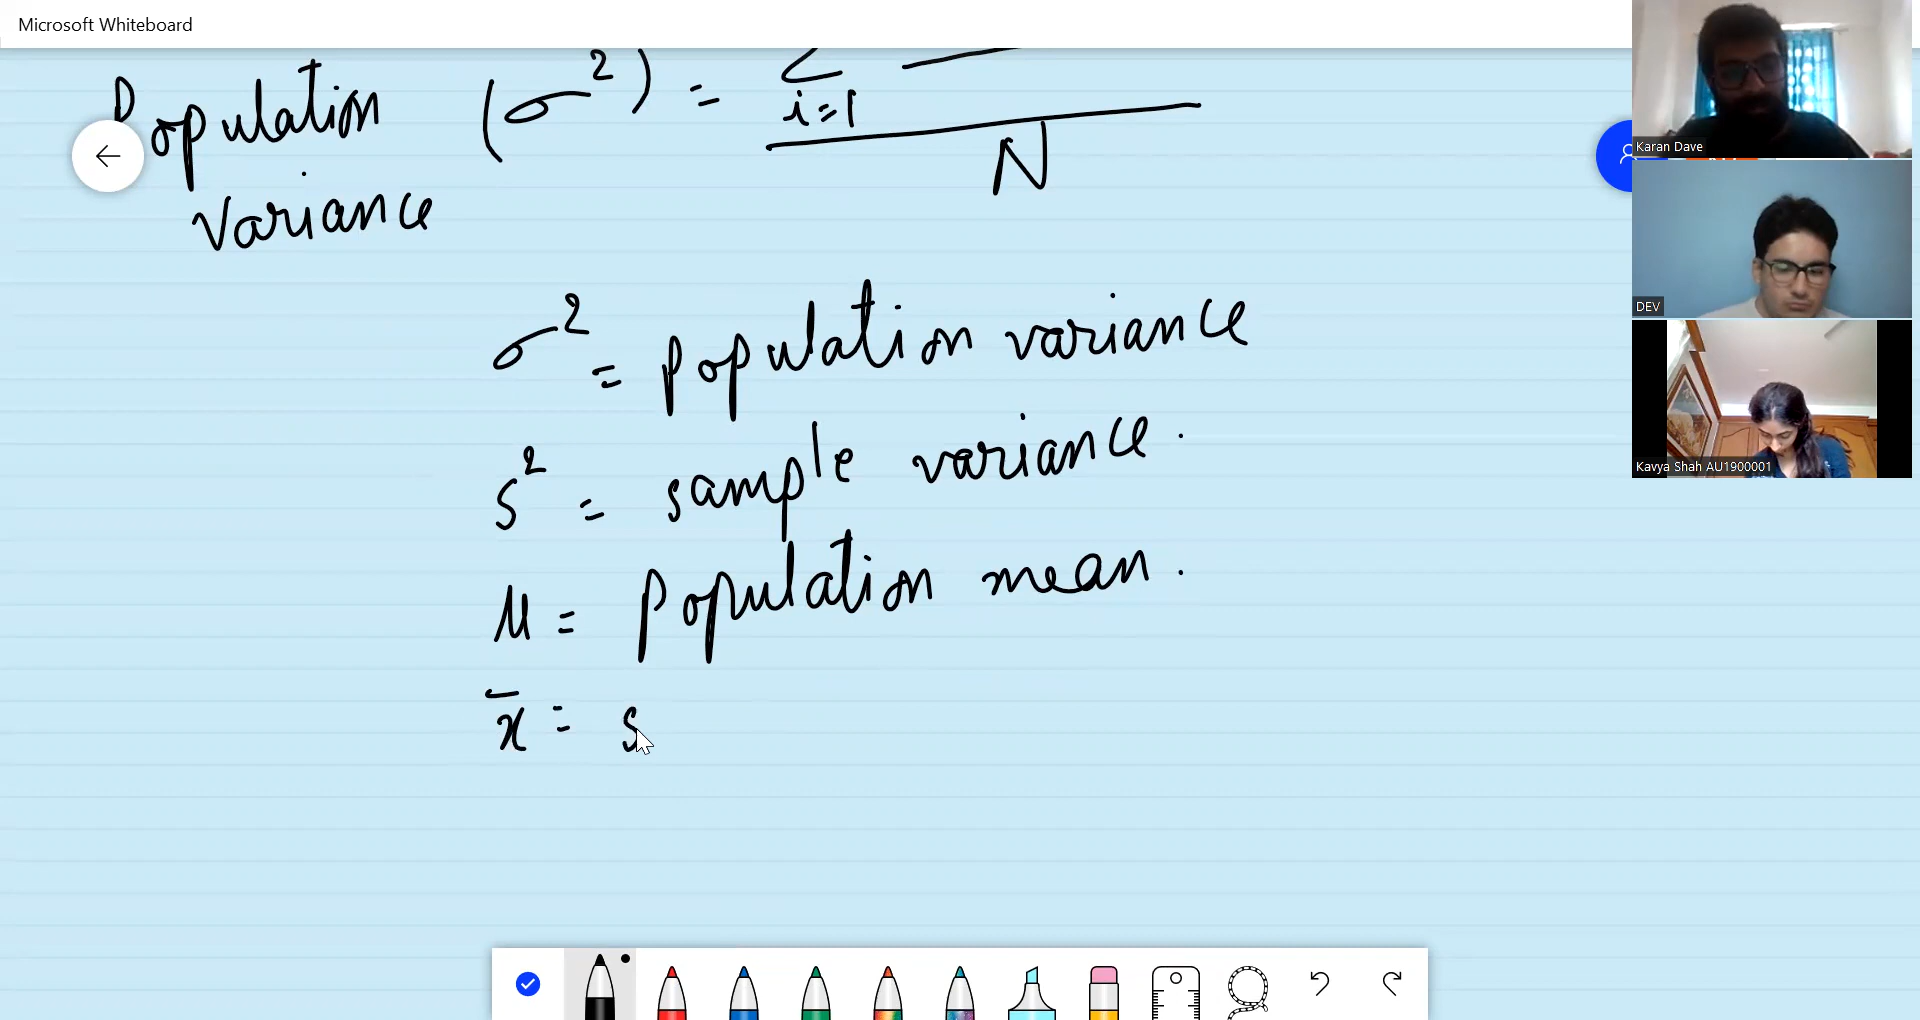 Microsoft Whiteboard
Population (σ²) = Σ i=1
N
variance
σ² = population variance
s² = sample variance.
μ = population mean.
x̄ = s
Karan Dave
DEV
Kavya Shah AU1900001